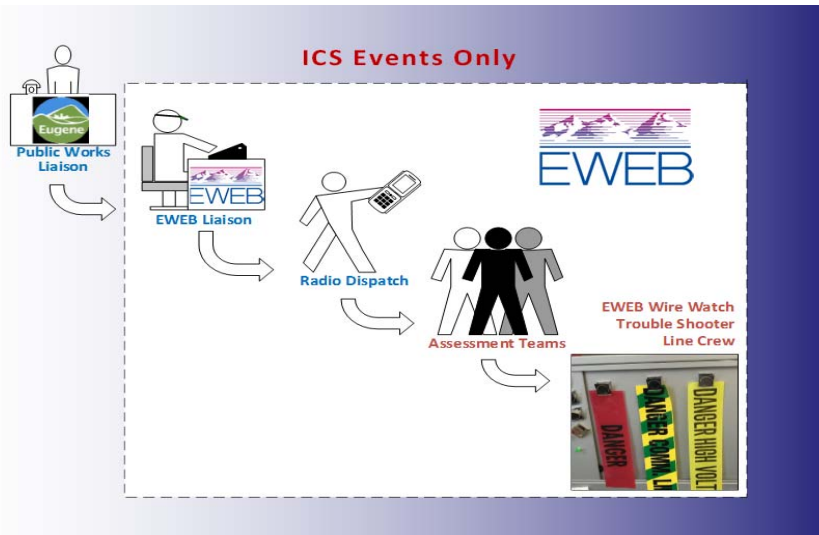 ICS Events Only
Eugene
Public Works
Liaison
EWEB
EWEB
EWEB Liaison
Radio Dispatch
Assessment Teams
EWEB Wire Watch
Trouble Shooter
Line Crew
DANGER
DANGER COMM. L
DANGER HIGH VOLT